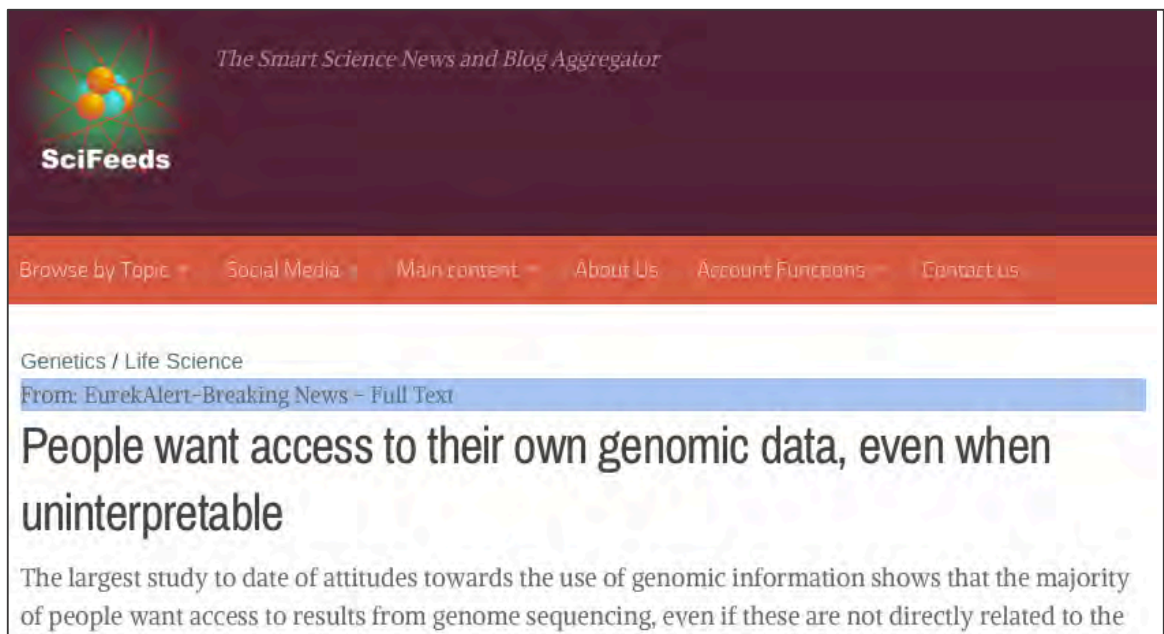 The Smart Science News and Blog Aggregator
SciFeeds
Browse by Topic Social Media Main content About Us Account Functions Contact us
Genetics / Life Science
From: EurekAlert-Breaking News - Full Text
People want access to their own genomic data, even when
uninterpretable
The largest study to date of attitudes towards the use of genomic information shows that the majority
of people want access to results from genome sequencing, even if these are not directly related to the